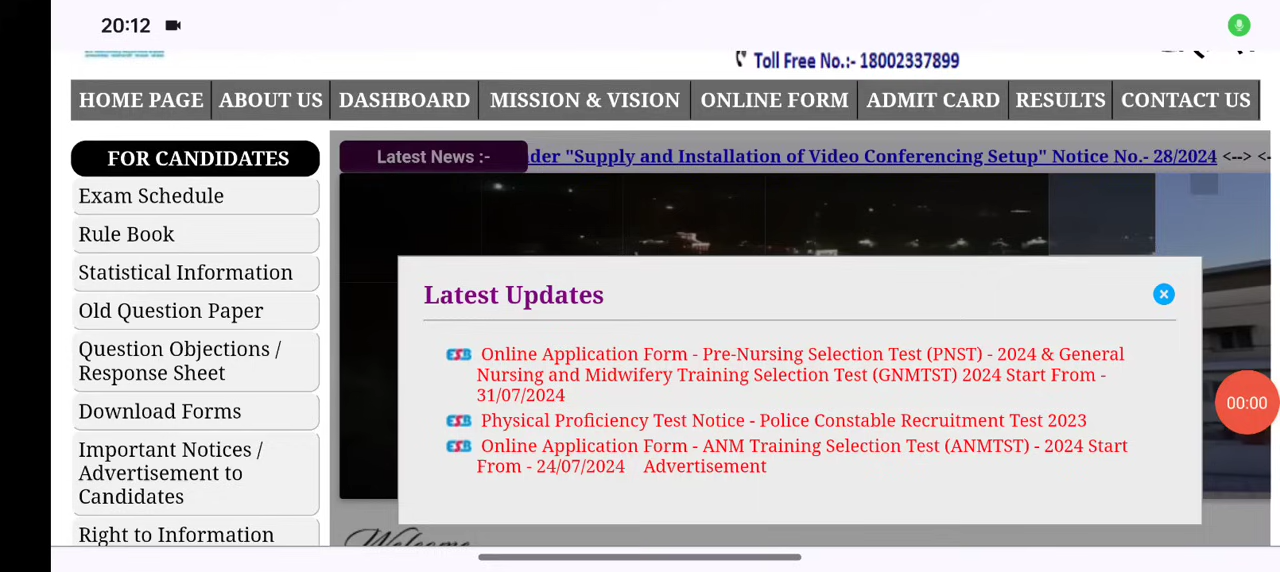 20:12
Toll Free No.:- 18002337899
HOME PAGE ABOUT US DASHBOARD MISSION & VISION ONLINE FORM ADMIT CARD RESULTS CONTACT US
FOR CANDIDATES
Exam Schedule
Rule Book
Statistical Information
Old Question Paper
Question Objections /
Response Sheet
Download Forms
Important Notices /
Advertisement to
Candidates
Right to Information
Latest News :- der "Supply and Installation of Video Conferencing Setup" Notice No.- 28/2024 <--> <-
Latest Updates
ESB Online Application Form - Pre-Nursing Selection Test (PNST) - 2024 & General
Nursing and Midwifery Training Selection Test (GNMTST) 2024 Start From -
31/07/2024
ESB Physical Proficiency Test Notice - Police Constable Recruitment Test 2023
ESB Online Application Form - ANM Training Selection Test (ANMTST) - 2024 Start
From - 24/07/2024 Advertisement
00:00
Welcome